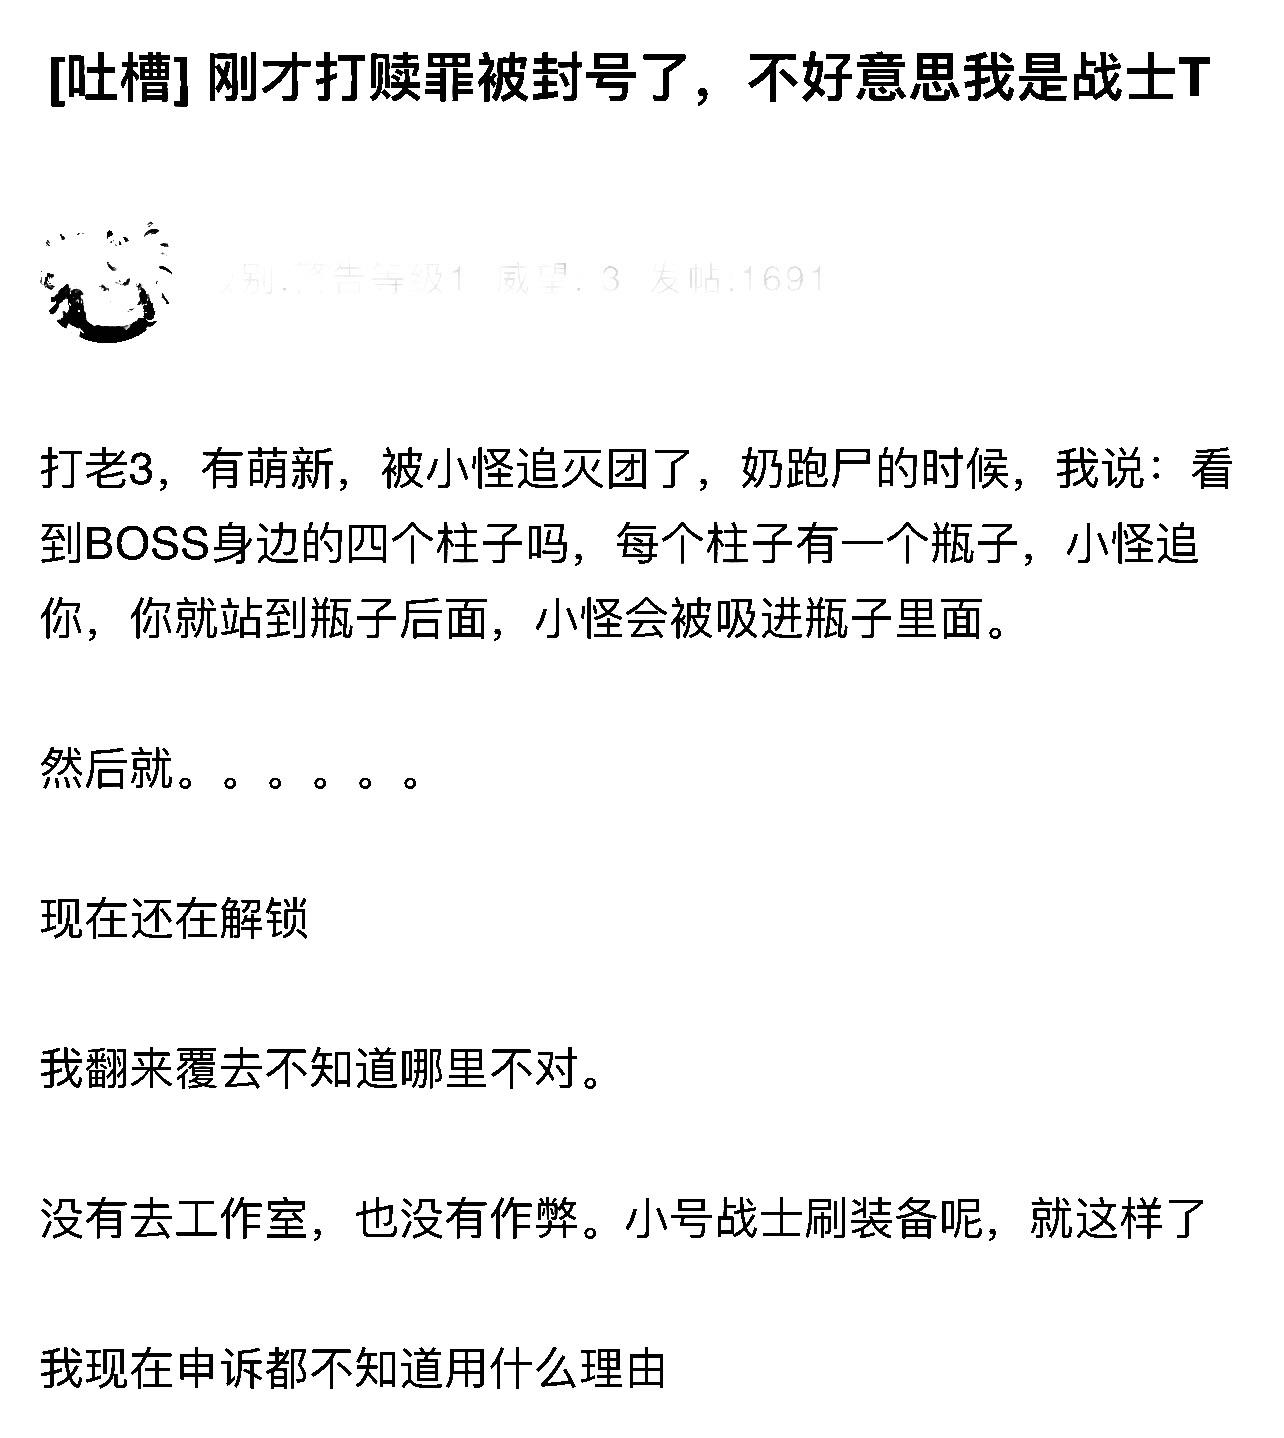 [吐槽] 刚才打赎罪被封号了，不好意思我是战士T
别.警告等级1 威望: 3 发帖:1691
打老3，有萌新，被小怪追灭团了，奶跑尸的时候，我说：看
到BOSS身边的四个柱子吗，每个柱子有一个瓶子，小怪追
你，你就站到瓶子后面，小怪会被吸进瓶子里面。
然后就。。。。。。
现在还在解锁
我翻来覆去不知道哪里不对。
没有去工作室，也没有作弊。小号战士刷装备呢，就这样了
我现在申诉都不知道用什么理由